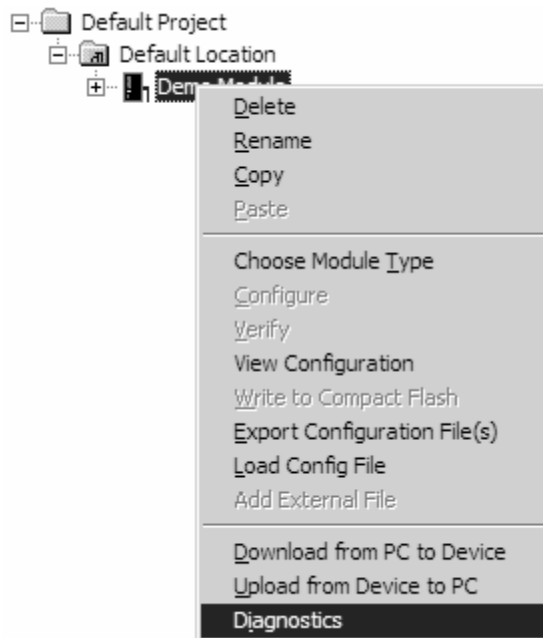 Default Project
Default Location
Demo Module
Delete
Rename
Copy
Paste
Choose Module Type
Configure
Verify
View Configuration
Write to Compact Flash
Export Configuration File(s)
Load Config File
Add External File
Download from PC to Device
Upload from Device to PC
Diagnostics